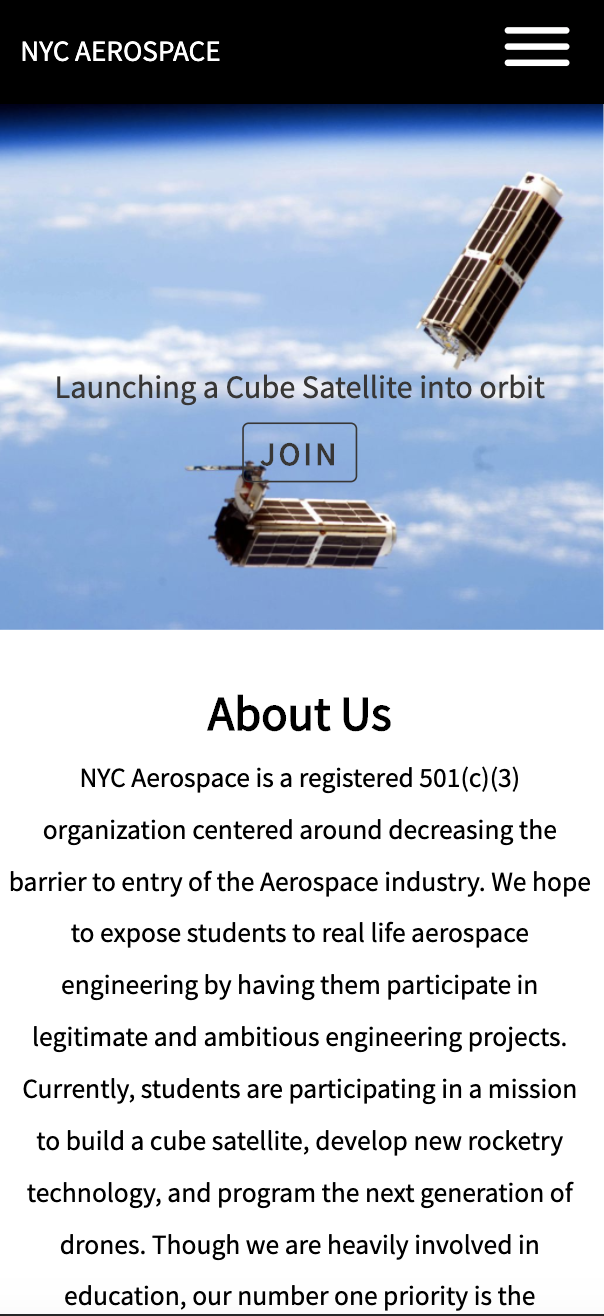 NYC AEROSPACE
Launching a Cube Satellite into orbit
JOIN
About Us
NYC Aerospace is a registered 501(c)(3)
organization centered around decreasing the
barrier to entry of the Aerospace industry. We hope
to expose students to real life aerospace
engineering by having them participate in
legitimate and ambitious engineering projects.
Currently, students are participating in a mission
to build a cube satellite, develop new rocketry
technology, and program the next generation of
drones. Though we are heavily involved in
education, our number one priority is the